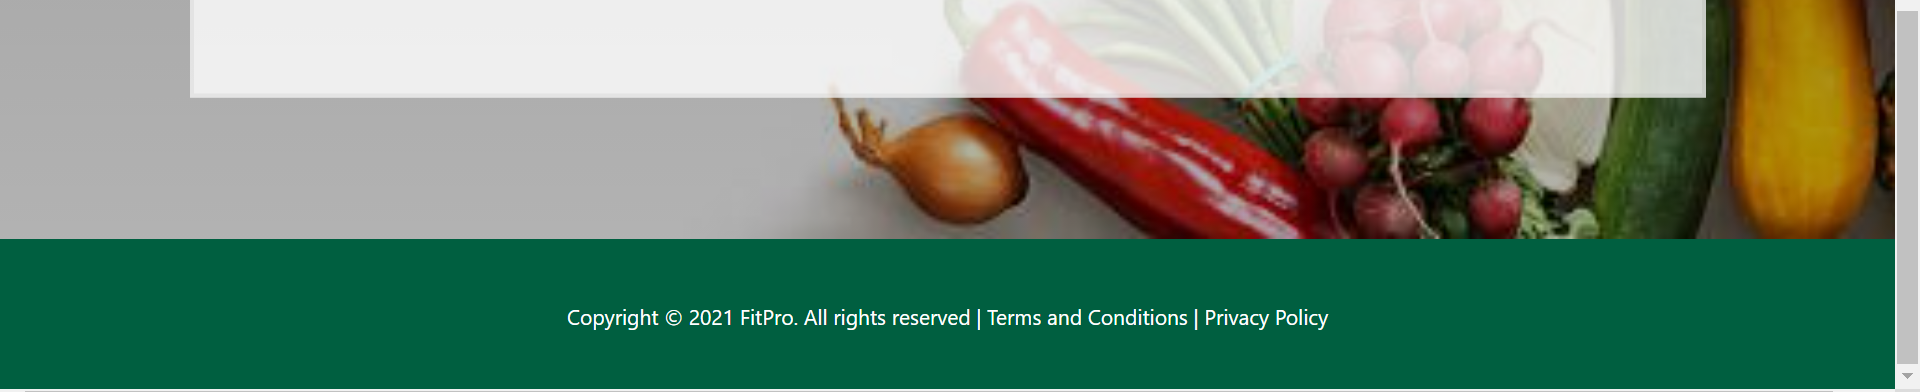 Copyright © 2021 FitPro. All rights reserved | Terms and Conditions | Privacy Policy